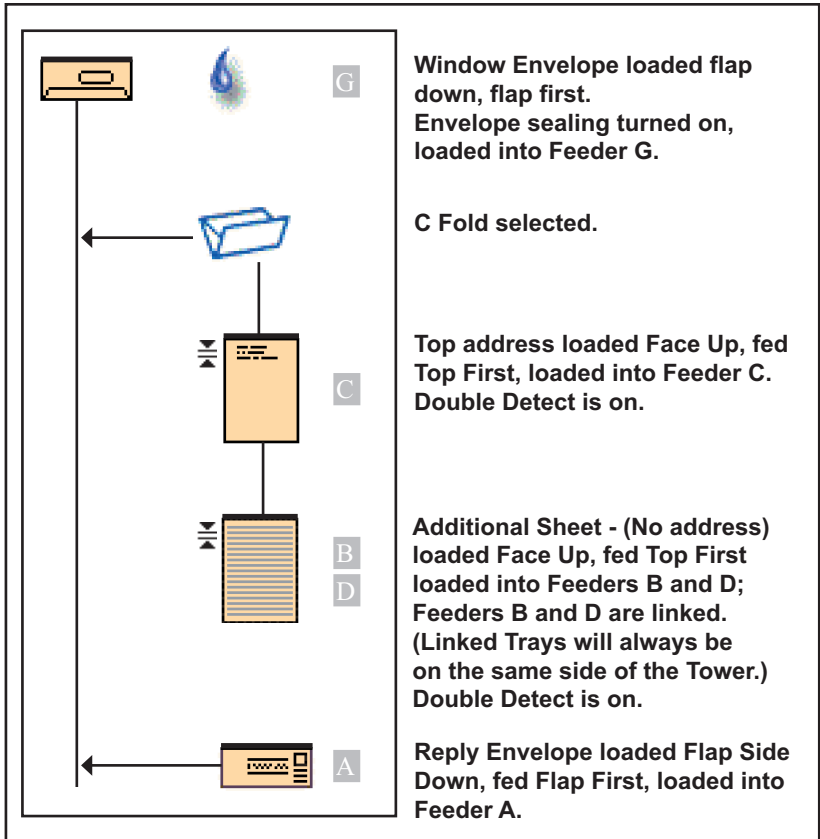 G
Window Envelope loaded flap
down, flap first.
Envelope sealing turned on,
loaded into Feeder G.
C Fold selected.
C
Top address loaded Face Up, fed
Top First, loaded into Feeder C.
Double Detect is on.
B
D
Additional Sheet - (No address)
loaded Face Up, fed Top First
loaded into Feeders B and D;
Feeders B and D are linked.
(Linked Trays will always be
on the same side of the Tower.)
Double Detect is on.
A
Reply Envelope loaded Flap Side
Down, fed Flap First, loaded into
Feeder A.